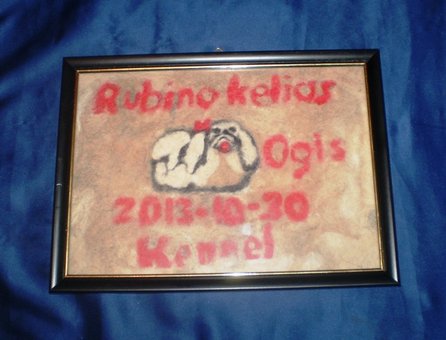 Rubino kelias
Ogis
2013-10-30
Kennel